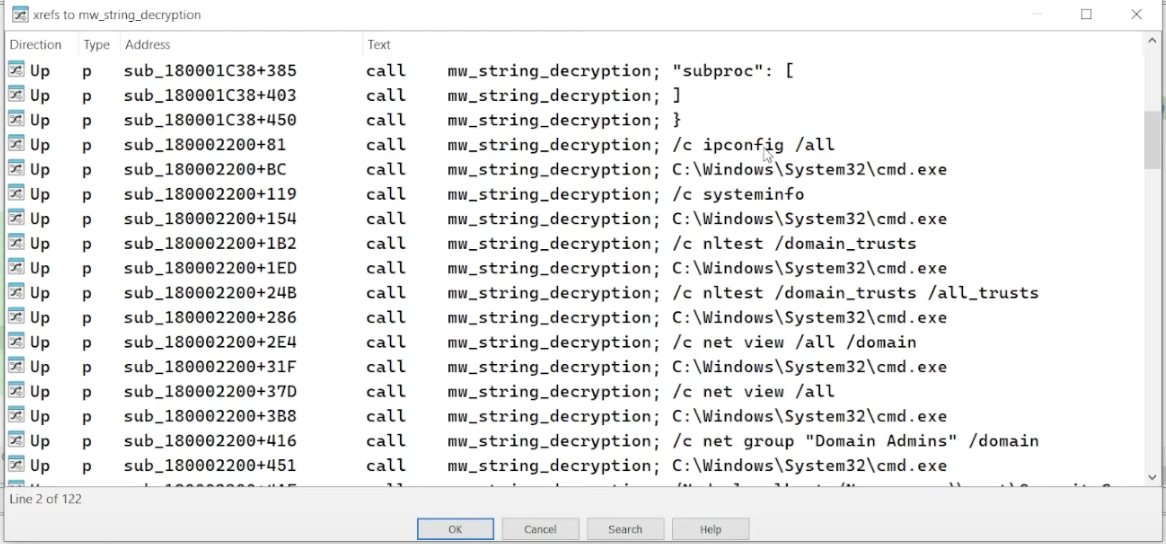 xrefs to mw_string_decryption
Direction Type Address Text
Up p sub_180001C38+385 call mw_string_decryption; "subproc": [
Up p sub_180001C38+403 call mw_string_decryption; ]
Up p sub_180001C38+450 call mw_string_decryption; }
Up p sub_180002200+81 call mw_string_decryption; /c ipconfig /all
Up p sub_180002200+BC call mw_string_decryption; C:\Windows\System32\cmd.exe
Up p sub_180002200+119 call mw_string_decryption; /c systeminfo
Up p sub_180002200+154 call mw_string_decryption; C:\Windows\System32\cmd.exe
Up p sub_180002200+1B2 call mw_string_decryption; /c nltest /domain_trusts
Up p sub_180002200+1ED call mw_string_decryption; C:\Windows\System32\cmd.exe
Up p sub_180002200+24B call mw_string_decryption; /c nltest /domain_trusts /all_trusts
Up p sub_180002200+286 call mw_string_decryption; C:\Windows\System32\cmd.exe
Up p sub_180002200+2E4 call mw_string_decryption; /c net view /all /domain
Up p sub_180002200+31F call mw_string_decryption; C:\Windows\System32\cmd.exe
Up p sub_180002200+37D call mw_string_decryption; /c net view /all
Up p sub_180002200+3B8 call mw_string_decryption; C:\Windows\System32\cmd.exe
Up p sub_180002200+416 call mw_string_decryption; /c net group "Domain Admins" /domain
Up p sub_180002200+451 call mw_string_decryption; C:\Windows\System32\cmd.exe
Line 2 of 122
OK Cancel Search Help